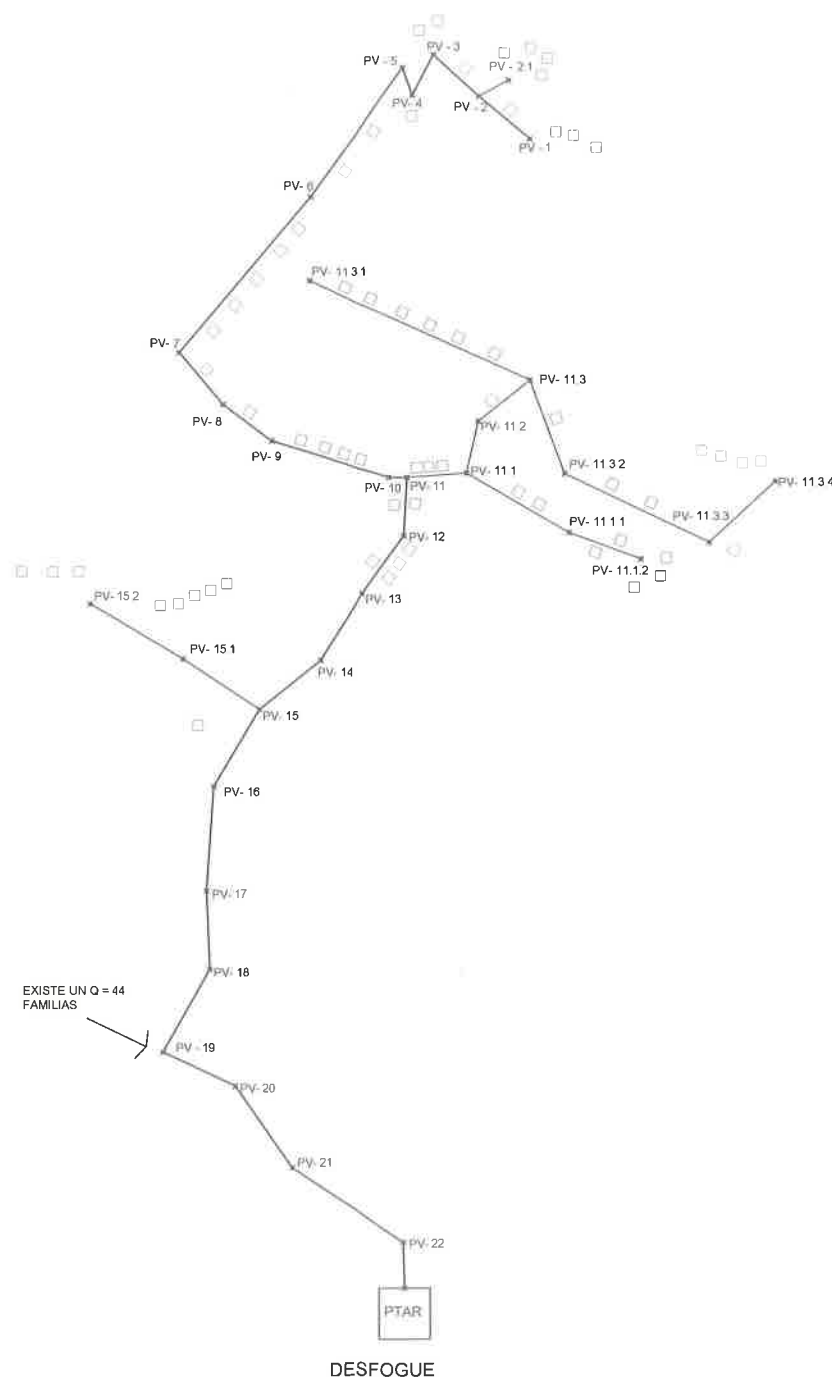 PV - 3
PV - 5
PV - 2.1
PV- 4
PV - 2
PV - 1
PV- 6
PV- 11 3 1
PV- 7
PV- 11.3
PV- 8
PV- 11 2
PV- 9
PV- 10
PV- 11
PV- 11 1
PV- 11 3 2
PV- 11 3 4
PV- 12
PV- 11 1 1
PV- 11.3.3
PV- 11.1.2
PV- 13
PV- 15 2
PV- 15 1
PV- 14
PV- 15
PV- 16
PV- 17
PV- 18
EXISTE UN Q = 44
FAMILIAS
PV - 19
PV- 20
PV- 21
PV- 22
PTAR
DESFOGUE